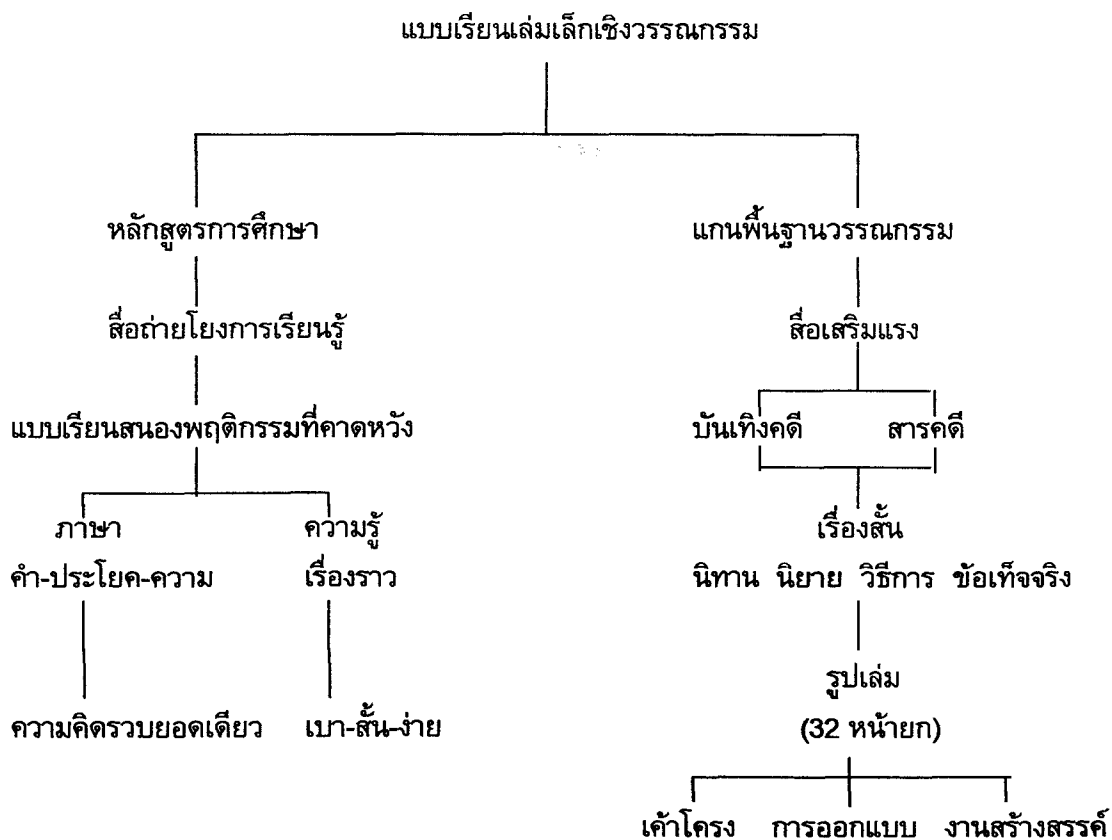 แบบเรียนเล่มเล็กเชิงวรรณกรรม
หลักสูตรการศึกษา
แกนพื้นฐานวรรณกรรม
สื่อถ่ายโยงการเรียนรู้
สื่อเสริมแรง
แบบเรียนสนองพฤติกรรมที่คาดหวัง
บันเทิงคดี สารคดี
ภาษา ความรู้
เรื่องสั้น
คำ-ประโยค-ความ เรื่องราว
นิทาน นิยาย วิธีการ ข้อเท็จจริง
รูปเล่ม
ความคิดรวบยอดเดียว เบา-สั้น-ง่าย
(32 หน้ายก)
เค้าโครง การออกแบบ งานสร้างสรรค์